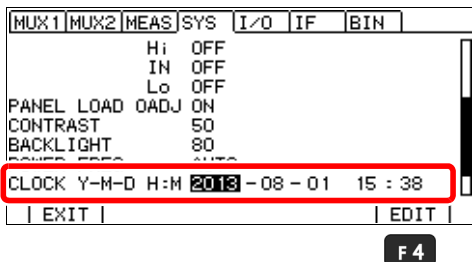 MUX1 MUX2 MEAS SYS I/O IF BIN
Hi OFF
IN OFF
Lo OFF
PANEL LOAD 0ADJ ON
CONTRAST 50
BACKLIGHT 80
CLOCK Y-M-D H:M 2013-08-01 15:38
EXIT EDIT
F4